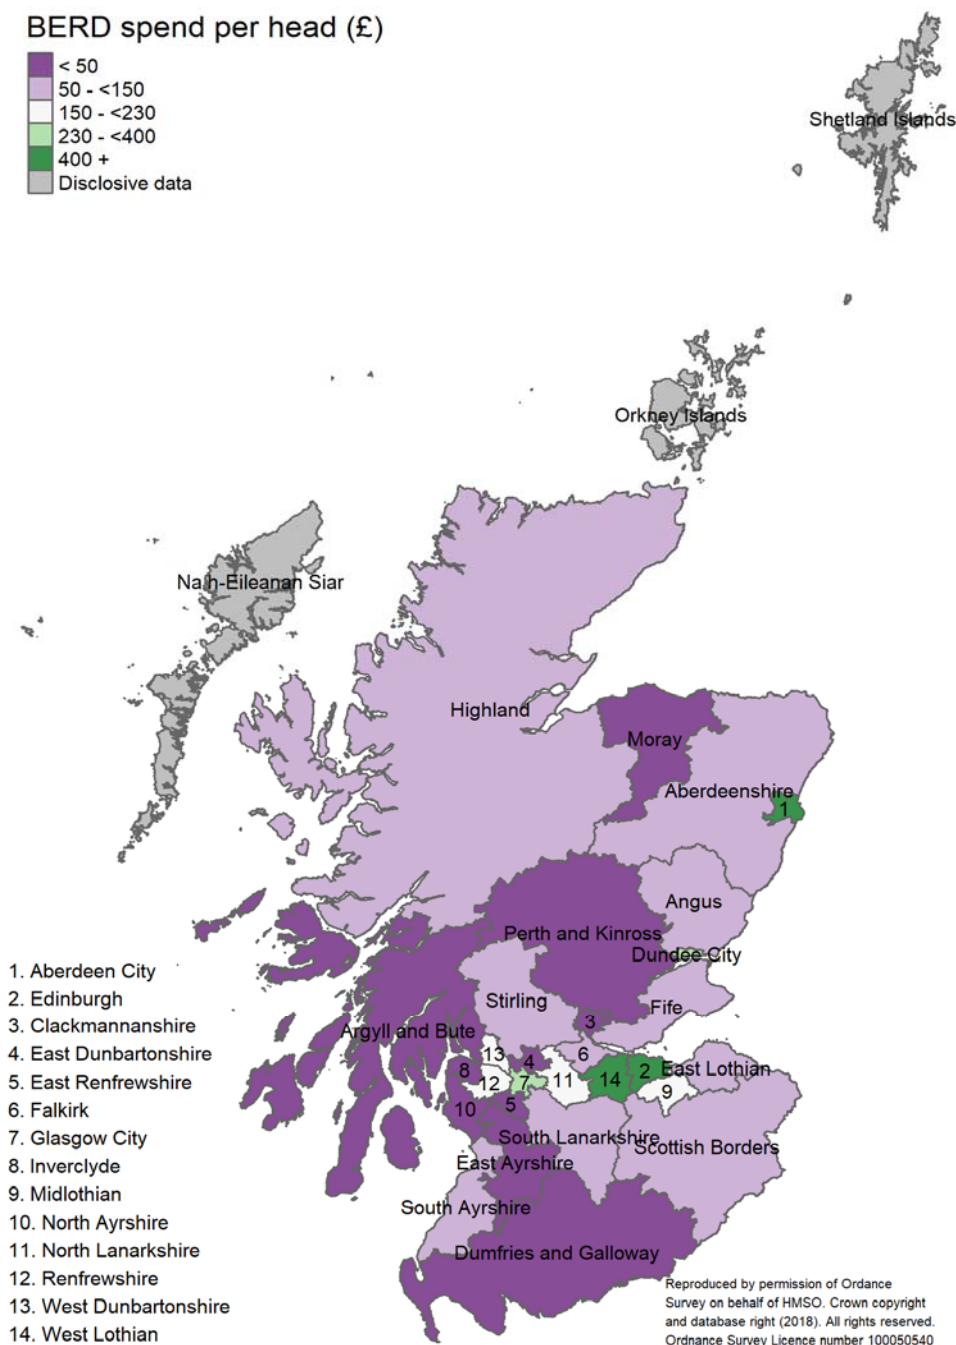 BERD spend per head (£)
< 50
50 - <150
150 - <230
230 - <400
400 +
Disclosive data
Shetland Islands
Orkney Islands
Na h-Eileanan Siar
Highland
Moray
Aberdeenshire
1
Angus
Perth and Kinross
Dundee City
Stirling
Fife
3
Argyll and Bute
13
4
6
8
12
7
11
14
2
East Lothian
9
10
5
South Lanarkshire
Scottish Borders
East Ayrshire
South Ayrshire
Dumfries and Galloway
1. Aberdeen City
2. Edinburgh
3. Clackmannanshire
4. East Dunbartonshire
5. East Renfrewshire
6. Falkirk
7. Glasgow City
8. Inverclyde
9. Midlothian
10. North Ayrshire
11. North Lanarkshire
12. Renfrewshire
13. West Dunbartonshire
14. West Lothian
Reproduced by permission of Ordance
Survey on behalf of HMSO. Crown copyright
and database right (2018). All rights reserved.
Ordnance Survey Licence number 100050540